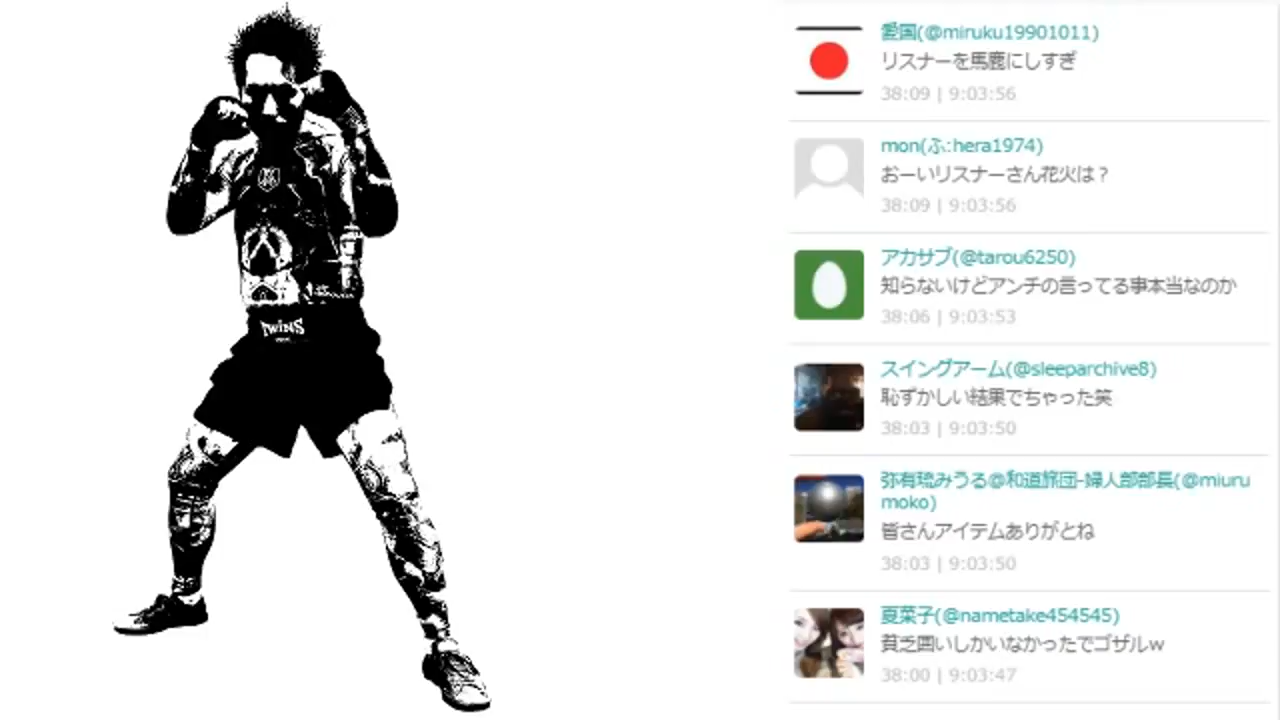 TWINS
愛国(@miruku19901011)
リスナーを馬鹿にしすぎ
38:09 | 9:03:56
mon(ふ:hera1974)
おーいリスナーさん花火は？
38:09 | 9:03:56
アカサブ(@tarou6250)
知らないけどアンチの言ってる事本当なのか
38:06 | 9:03:53
スイングアーム(@sleeparchive8)
恥ずかしい結果でちゃった笑
38:03 | 9:03:50
弥有琉みうる@和道旅団-婦人部部長(@miuru
moko)
皆さんアイテムありがとね
38:03 | 9:03:50
夏菜子(@nametake454545)
貧乏囲いしかいなかったでゴザルw
38:00 | 9:03:47